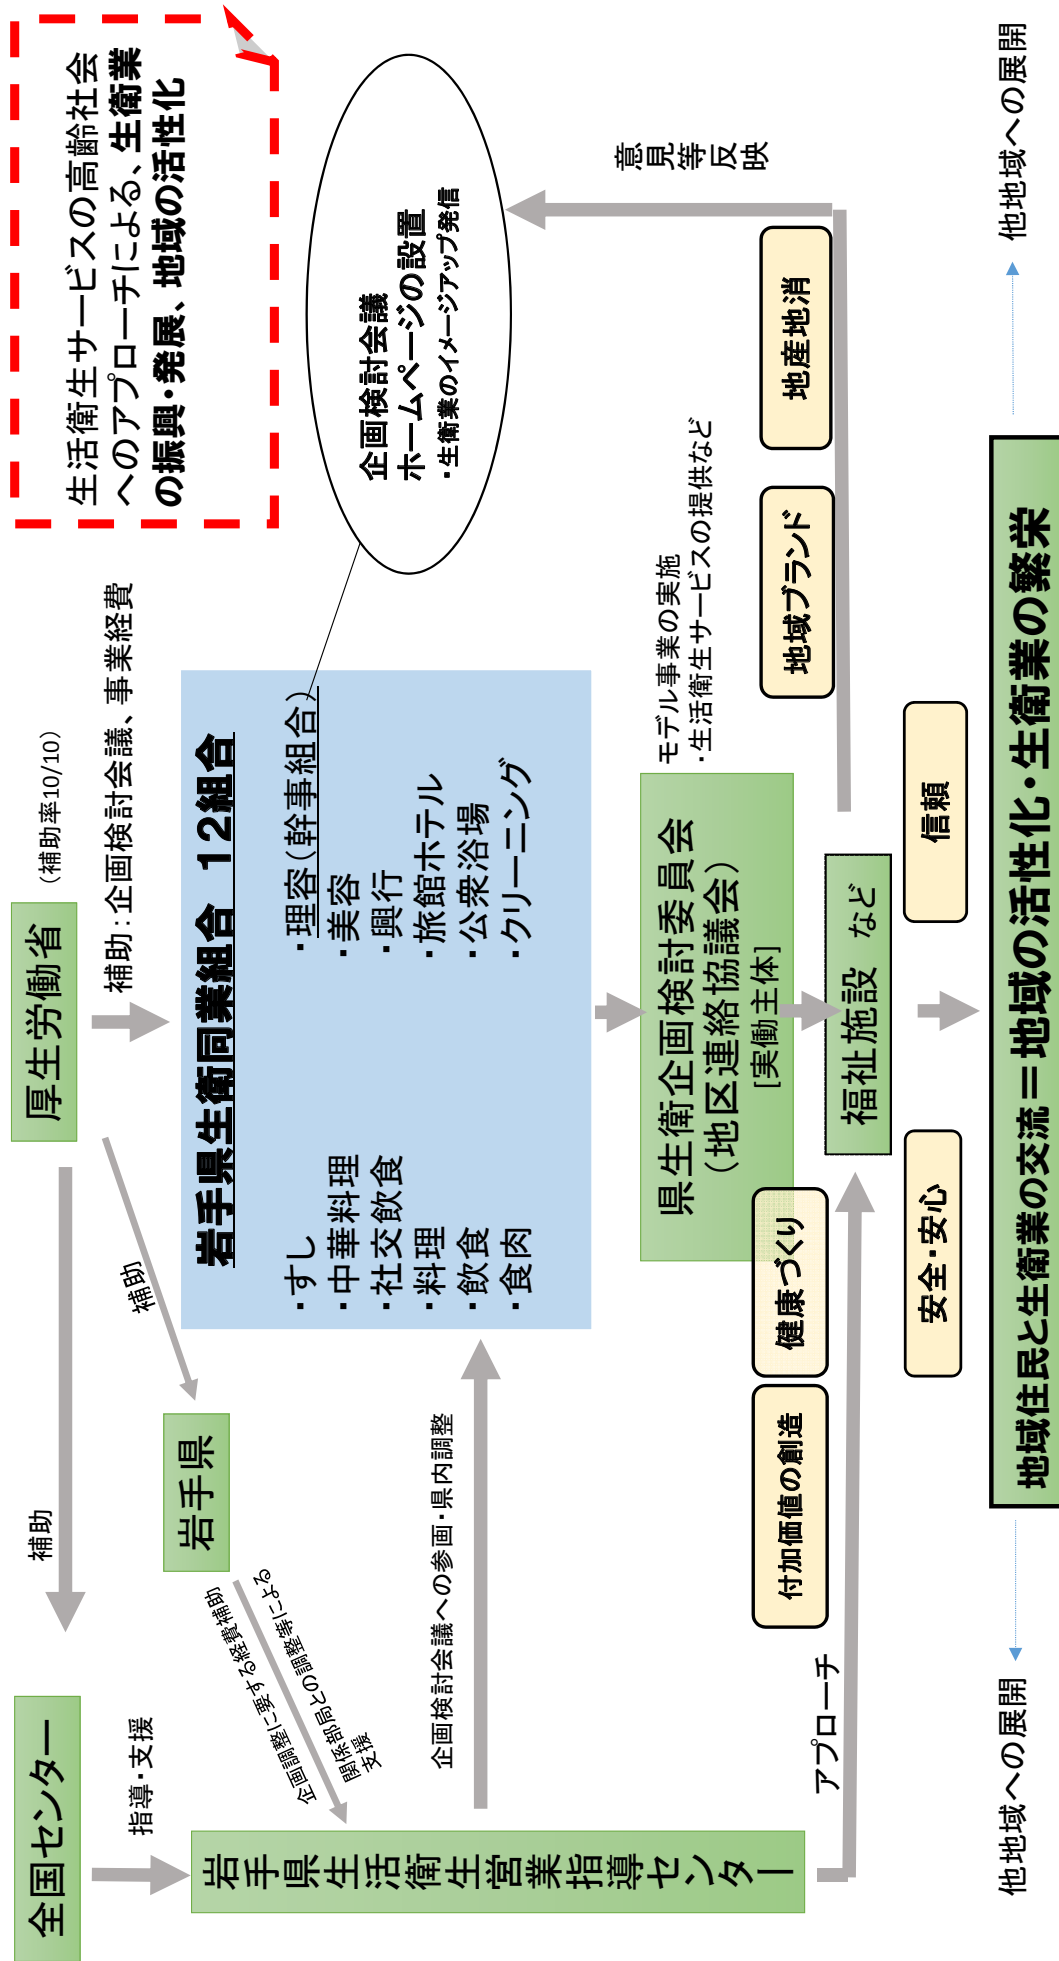 生活衛生サービスの高齢社会
へのアプローチによる、生衛業
の振興・発展、地域の活性化
全国センター
補助
厚生労働省
（補助率10/10）
補助：企画検討会議、事業経費
指導・支援
補助
岩手県
企画調整に要する経費補助
関係部局との調整等による
支援
岩手県生活衛生営業指導センター
企画検討会議への参画・県内調整
岩手県生衛同業組合 12組合
・すし
・中華料理
・社交飲食
・料理
・飲食
・食肉
・理容（幹事組合）
・美容
・興行
・旅館ホテル
・公衆浴場
・クリーニング
企画検討会議
ホームページの設置
・生衛業のイメージアップ発信
意見等反映
県生衛企画検討委員会
（地区連絡協議会）
[実働主体]
モデル事業の実施
・生活衛生サービスの提供など
付加価値の創造
健康づくり
地域ブランド
地産地消
アプローチ
福祉施設 など
安全・安心
信頼
他地域への展開
地域住民と生衛業の交流＝地域の活性化・生衛業の繁栄
他地域への展開